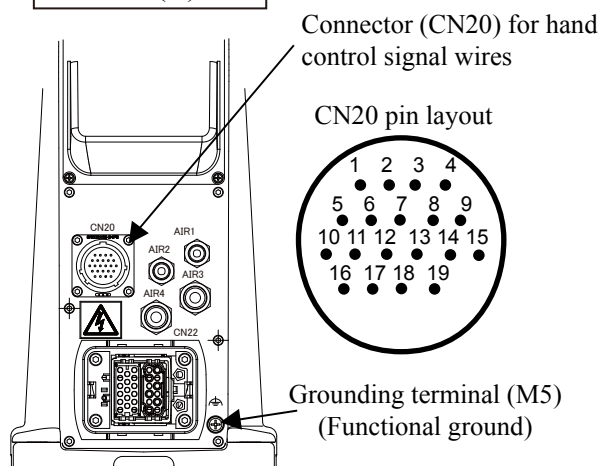 Connector (CN20) for hand
control signal wires
CN20 pin layout
1 2 3 4
5 6 7 8 9
10 11 12 13 14 15
16 17 18 19
CN20
AIR1
AIR2
AIR3
AIR4
CN22
Grounding terminal (M5)
(Functional ground)